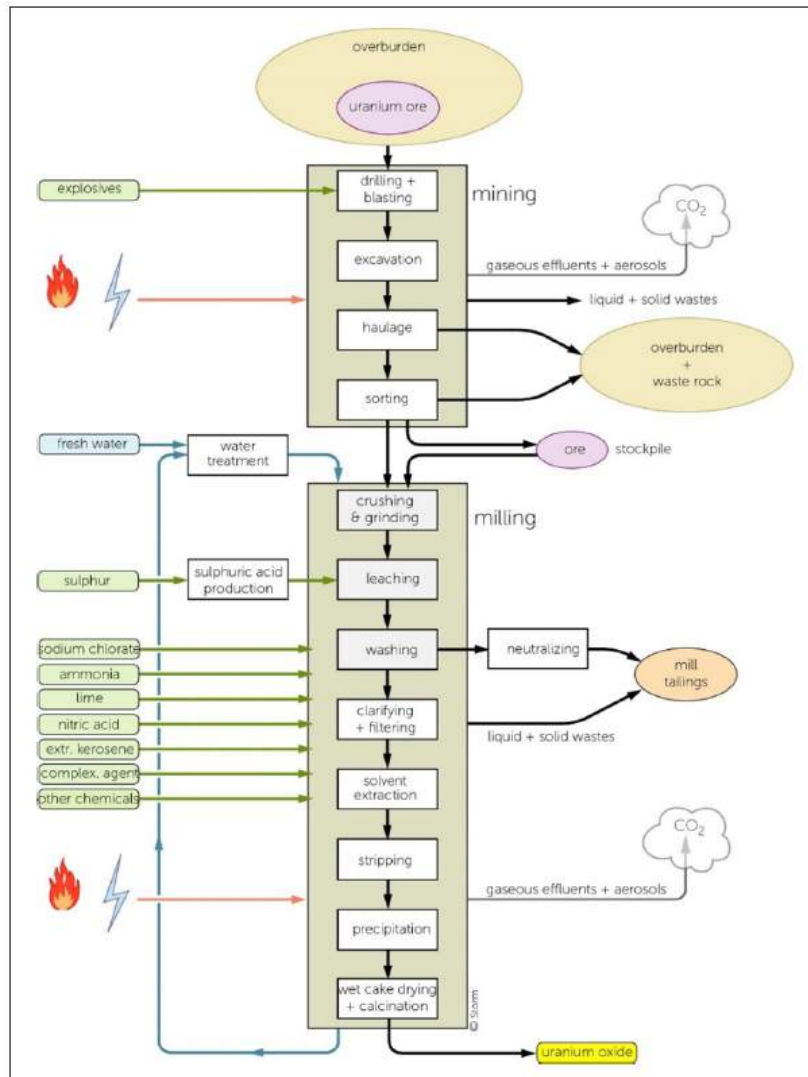 overburden
uranium ore
explosives
drilling +
blasting
mining
CO2
excavation
gaseous effluents + aerosols
liquid + solid wastes
haulage
overburden
+
waste rock
sorting
fresh water
water
treatment
ore
stockpile
crushing
& grinding
milling
sulphur
sulphuric acid
production
leaching
sodium chlorate
washing
neutralizing
mill
tailings
ammonia
lime
clarifying
+ filtering
nitric acid
liquid + solid wastes
extr. kerosene
solvent
extraction
complex. agent
other chemicals
CO2
stripping
gaseous effluents + aerosols
precipitation
wet cake drying
+ calcination
© Storm
uranium oxide